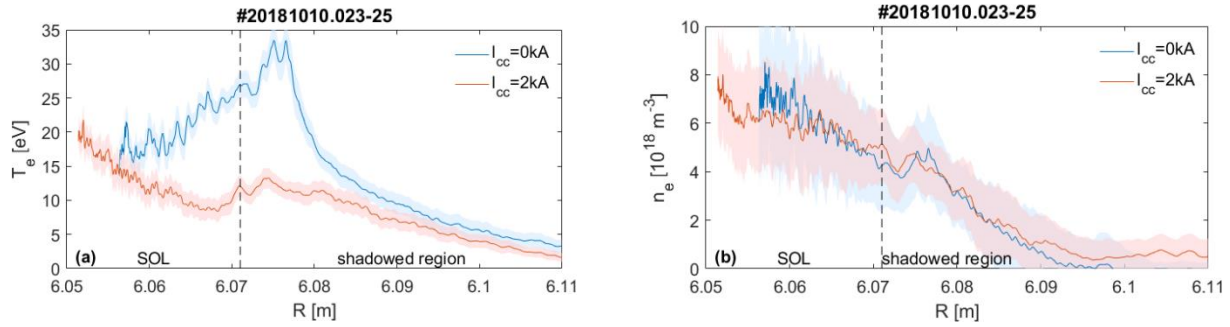 #20181010.023-25
T_e [eV]
35
30
25
20
15
10
5
0
I_cc=0kA
I_cc=2kA
(a)
SOL
shadowed region
6.05 6.06 6.07 6.08 6.09 6.1 6.11
R [m]
#20181010.023-25
n_e [10^18 m^-3]
10
8
6
4
2
0
I_cc=0kA
I_cc=2kA
(b)
SOL
shadowed region
6.05 6.06 6.07 6.08 6.09 6.1 6.11
R [m]